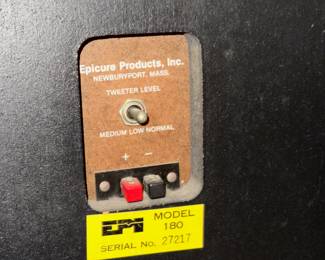 Epicure Products, Inc.
NEWBURYPORT, MASS.
TWEETER LEVEL
MEDIUM LOW NORMAL
+ −
EPI MODEL
180
SERIAL No. 27217